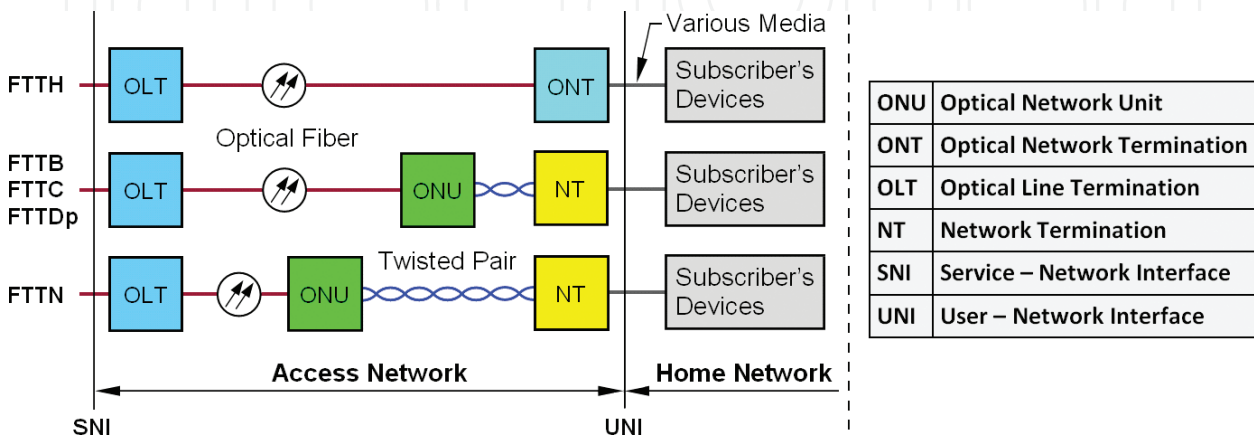 Various Media
FTTH
OLT
ONT
Subscriber's
Devices
Optical Fiber
FTTB
FTTC
FTTDp
OLT
ONU
NT
Subscriber's
Devices
Twisted Pair
FTTN
OLT
ONU
NT
Subscriber's
Devices
Access Network
Home Network
SNI
UNI
ONU Optical Network Unit
ONT Optical Network Termination
OLT Optical Line Termination
NT Network Termination
SNI Service – Network Interface
UNI User – Network Interface